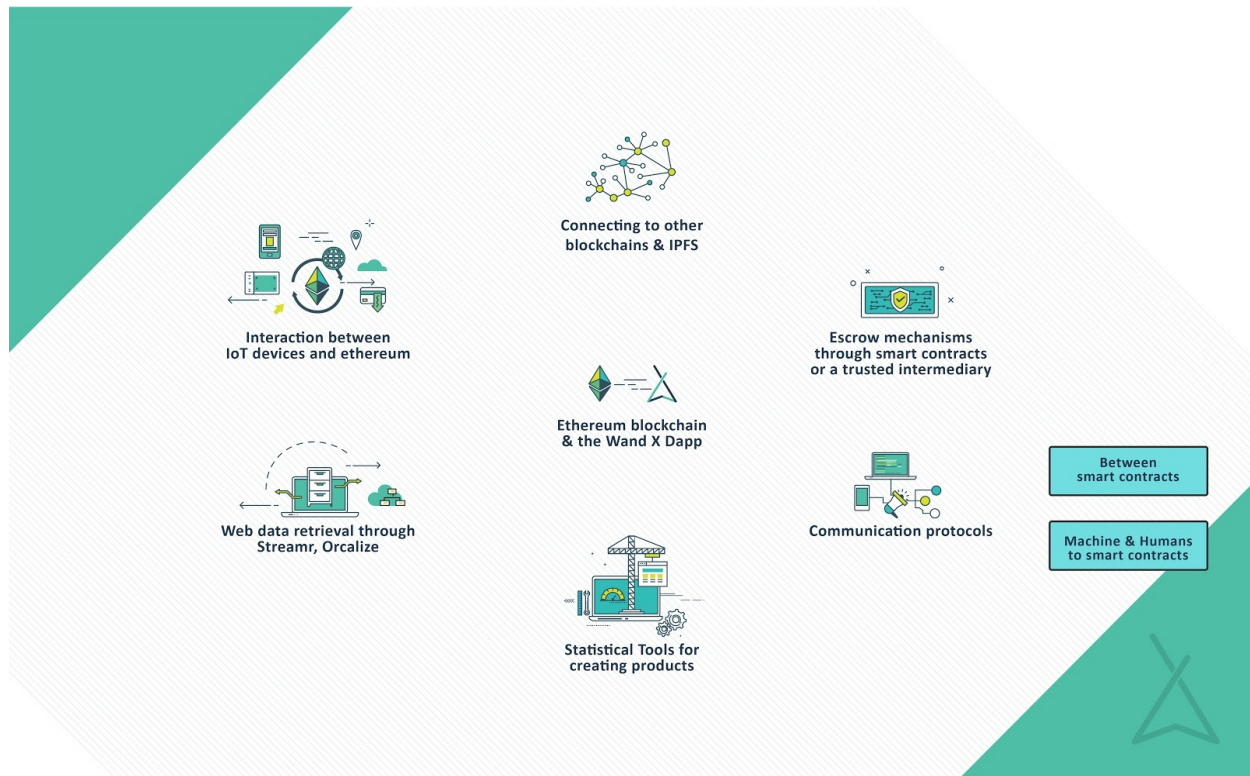 Connecting to other
blockchains & IPFS
Interaction between
IoT devices and ethereum
Escrow mechanisms
through smart contracts
or a trusted intermediary
Ethereum blockchain
& the Wand X Dapp
Web data retrieval through
Streamr, Orcalize
Communication protocols
Between
smart contracts
Machine & Humans
to smart contracts
Statistical Tools for
creating products